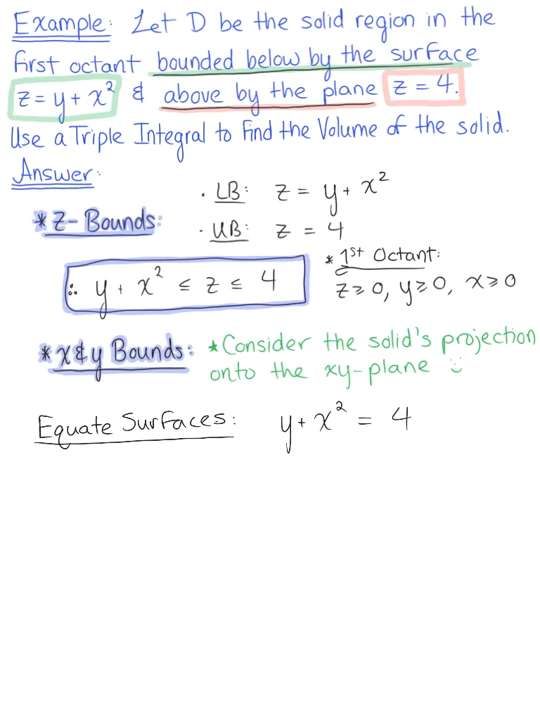 Example: Let D be the solid region in the
first octant bounded below by the surface
z = y + x² & above by the plane z = 4.
Use a Triple Integral to find the Volume of the solid.
Answer:
* Z- Bounds:
· LB: z = y + x²
· UB: z = 4
∴ y + x² ≤ z ≤ 4
* 1st Octant:
z ≥ 0, y ≥ 0, x ≥ 0
* x & y Bounds: * Consider the solid's projection
onto the xy-plane ü
Equate Surfaces: y + x² = 4